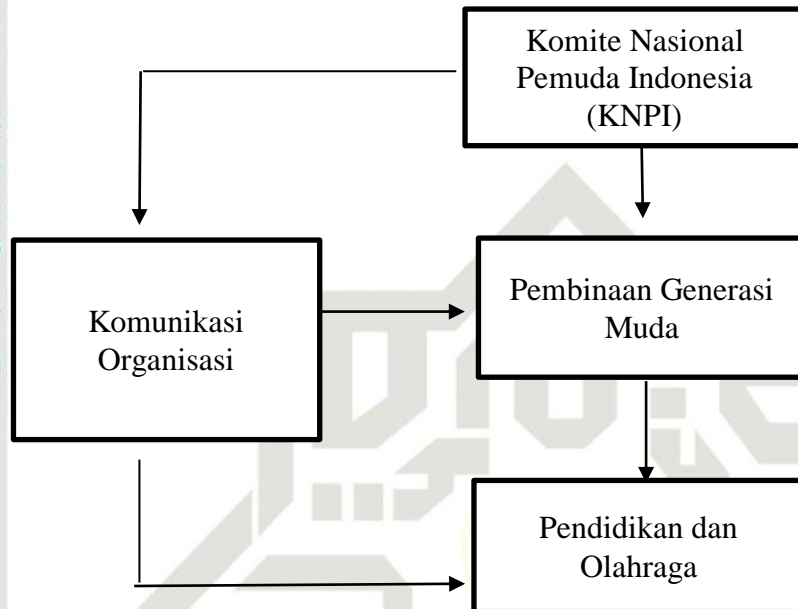 Komite Nasional
Pemuda Indonesia
(KNPI)
Komunikasi
Organisasi
Pembinaan Generasi
Muda
Pendidikan dan
Olahraga